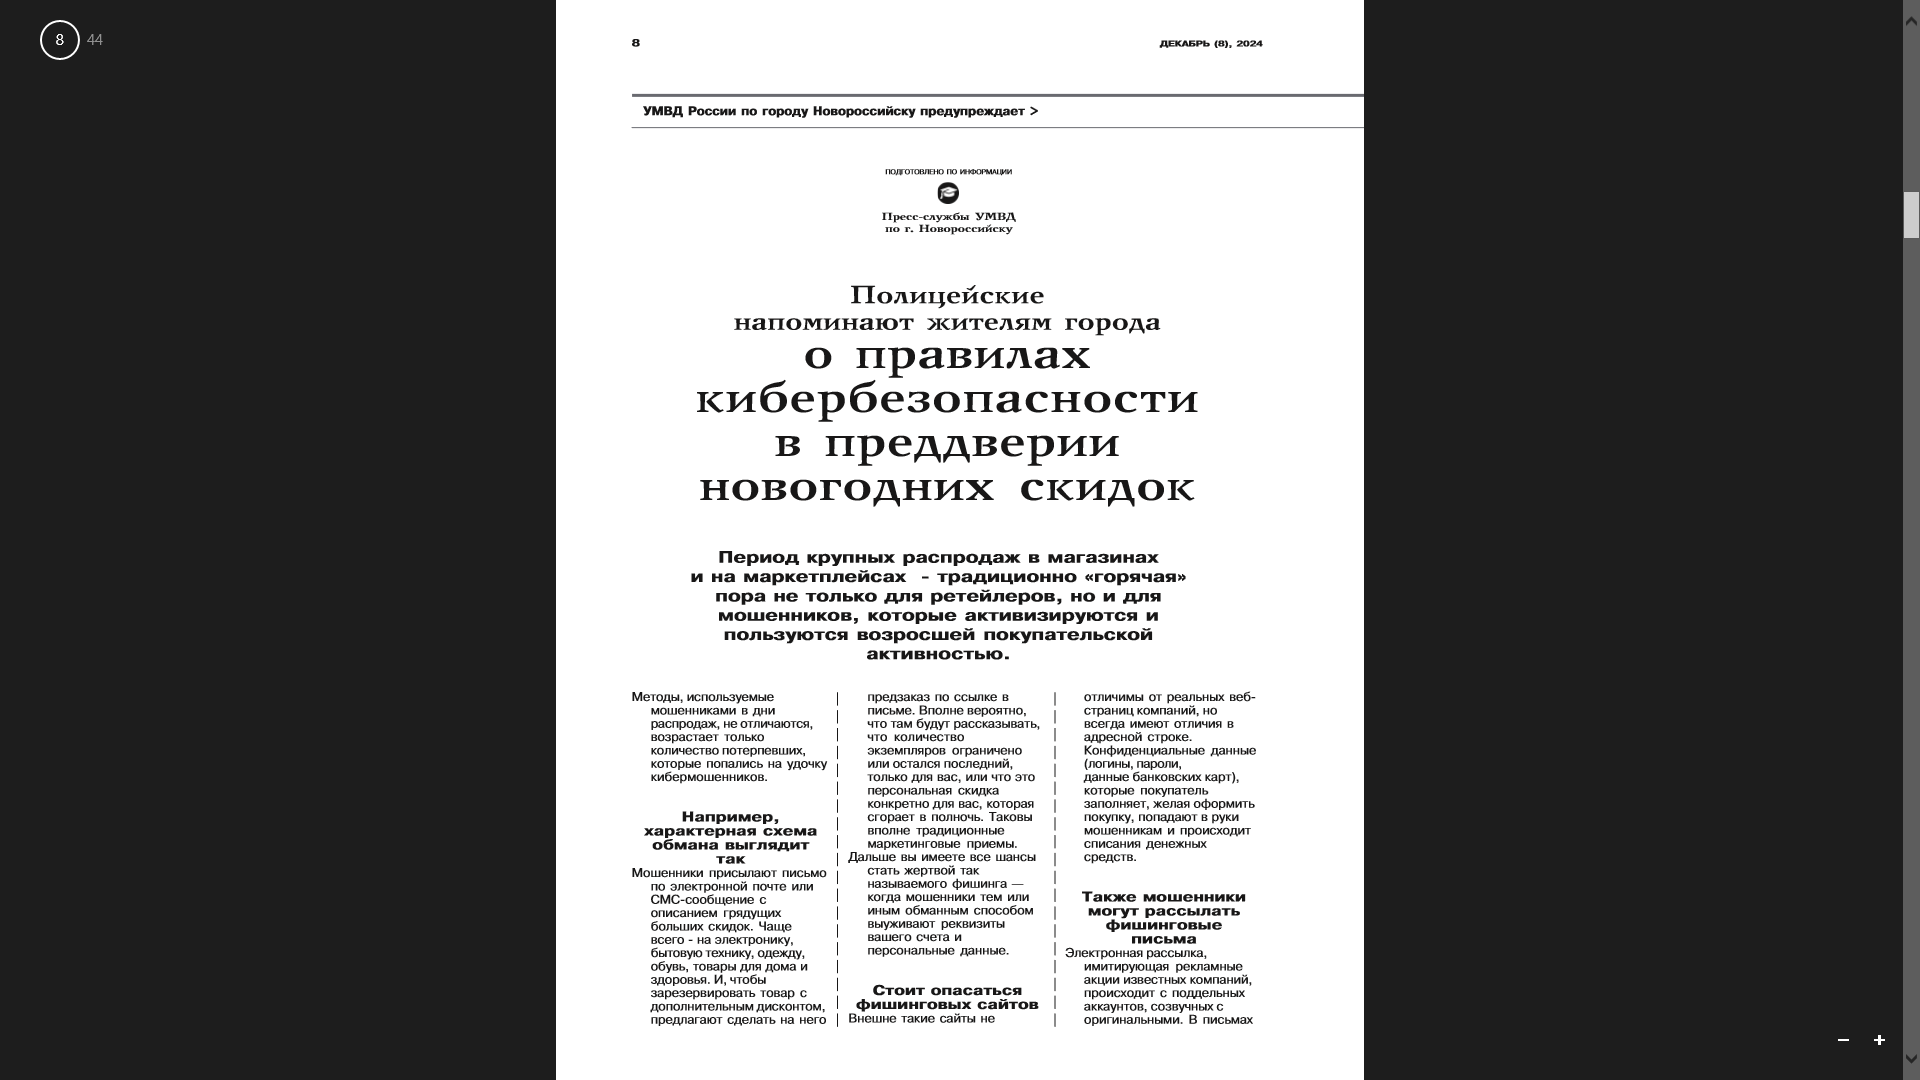 8 44
8
ДЕКАБРЬ (8), 2024
УМВД России по городу Новороссийску предупреждает >
ПОДГОТОВЛЕНО ПО ИНФОРМАЦИИ
Пресс-службы УМВД
по г. Новороссийску
Полицейские
напоминают жителям города
о правилах
кибербезопасности
в преддверии
новогодних скидок
Период крупных распродаж в магазинах
и на маркетплейсах - традиционно «горячая»
пора не только для ретейлеров, но и для
мошенников, которые активизируются и
пользуются возросшей покупательской
активностью.
Методы, используемые
мошенниками в дни
распродаж, не отличаются,
возрастает только
количество потерпевших,
которые попались на удочку
кибермошенников.
Например,
характерная схема
обмана выглядит
так
Мошенники присылают письмо
по электронной почте или
СМС-сообщение с
описанием грядущих
больших скидок. Чаще
всего - на электронику,
бытовую технику, одежду,
обувь, товары для дома и
здоровья. И, чтобы
зарезервировать товар с
дополнительным дисконтом,
предлагают сделать на него
предзаказ по ссылке в
письме. Вполне вероятно,
что там будут рассказывать,
что количество
экземпляров ограничено
или остался последний,
только для вас, или что это
персональная скидка
конкретно для вас, которая
сгорает в полночь. Таковы
вполне традиционные
маркетинговые приемы.
Дальше вы имеете все шансы
стать жертвой так
называемого фишинга —
когда мошенники тем или
иным обманным способом
выуживают реквизиты
вашего счета и
персональные данные.
Стоит опасаться
фишинговых сайтов
Внешне такие сайты не
отличимы от реальных веб-
страниц компаний, но
всегда имеют отличия в
адресной строке.
Конфиденциальные данные
(логины, пароли,
данные банковских карт),
которые покупатель
заполняет, желая оформить
покупку, попадают в руки
мошенникам и происходит
списания денежных
средств.
Также мошенники
могут рассылать
фишинговые
письма
Электронная рассылка,
имитирующая рекламные
акции известных компаний,
происходит с поддельных
аккаунтов, созвучных с
оригинальными. В письмах